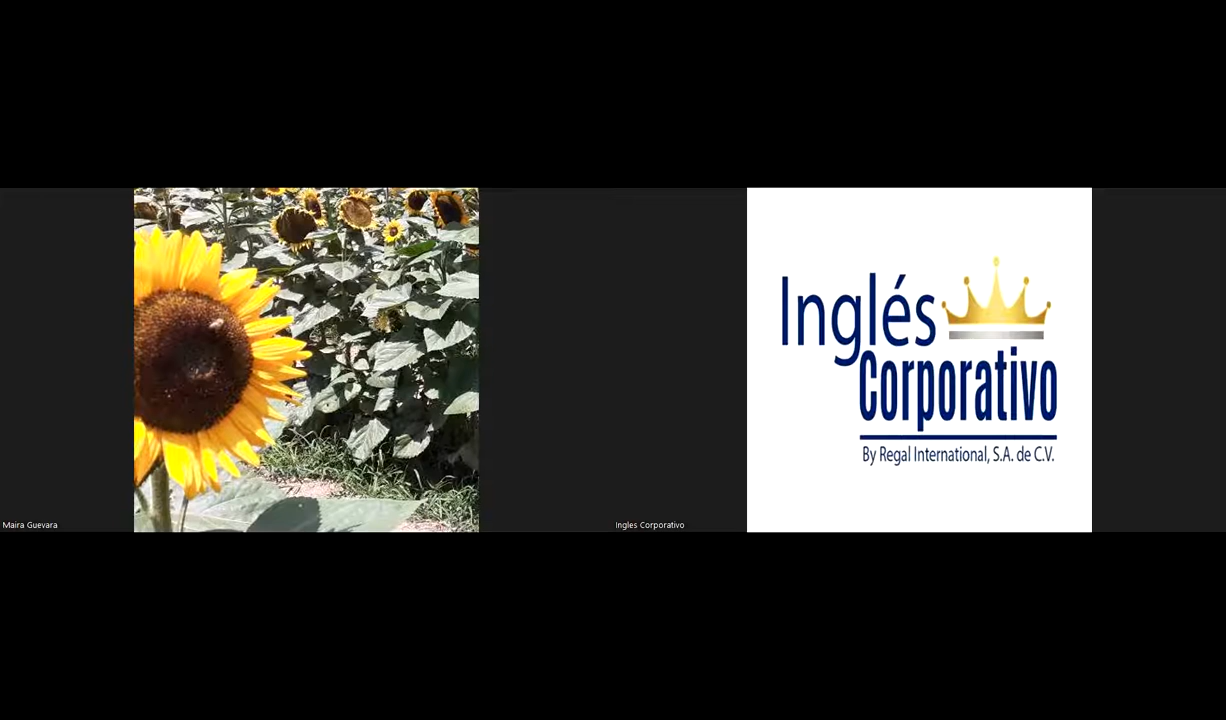 Inglés
Corporativo
By Regal International, S.A. de C.V.
Maira Guevara
Ingles Corporativo